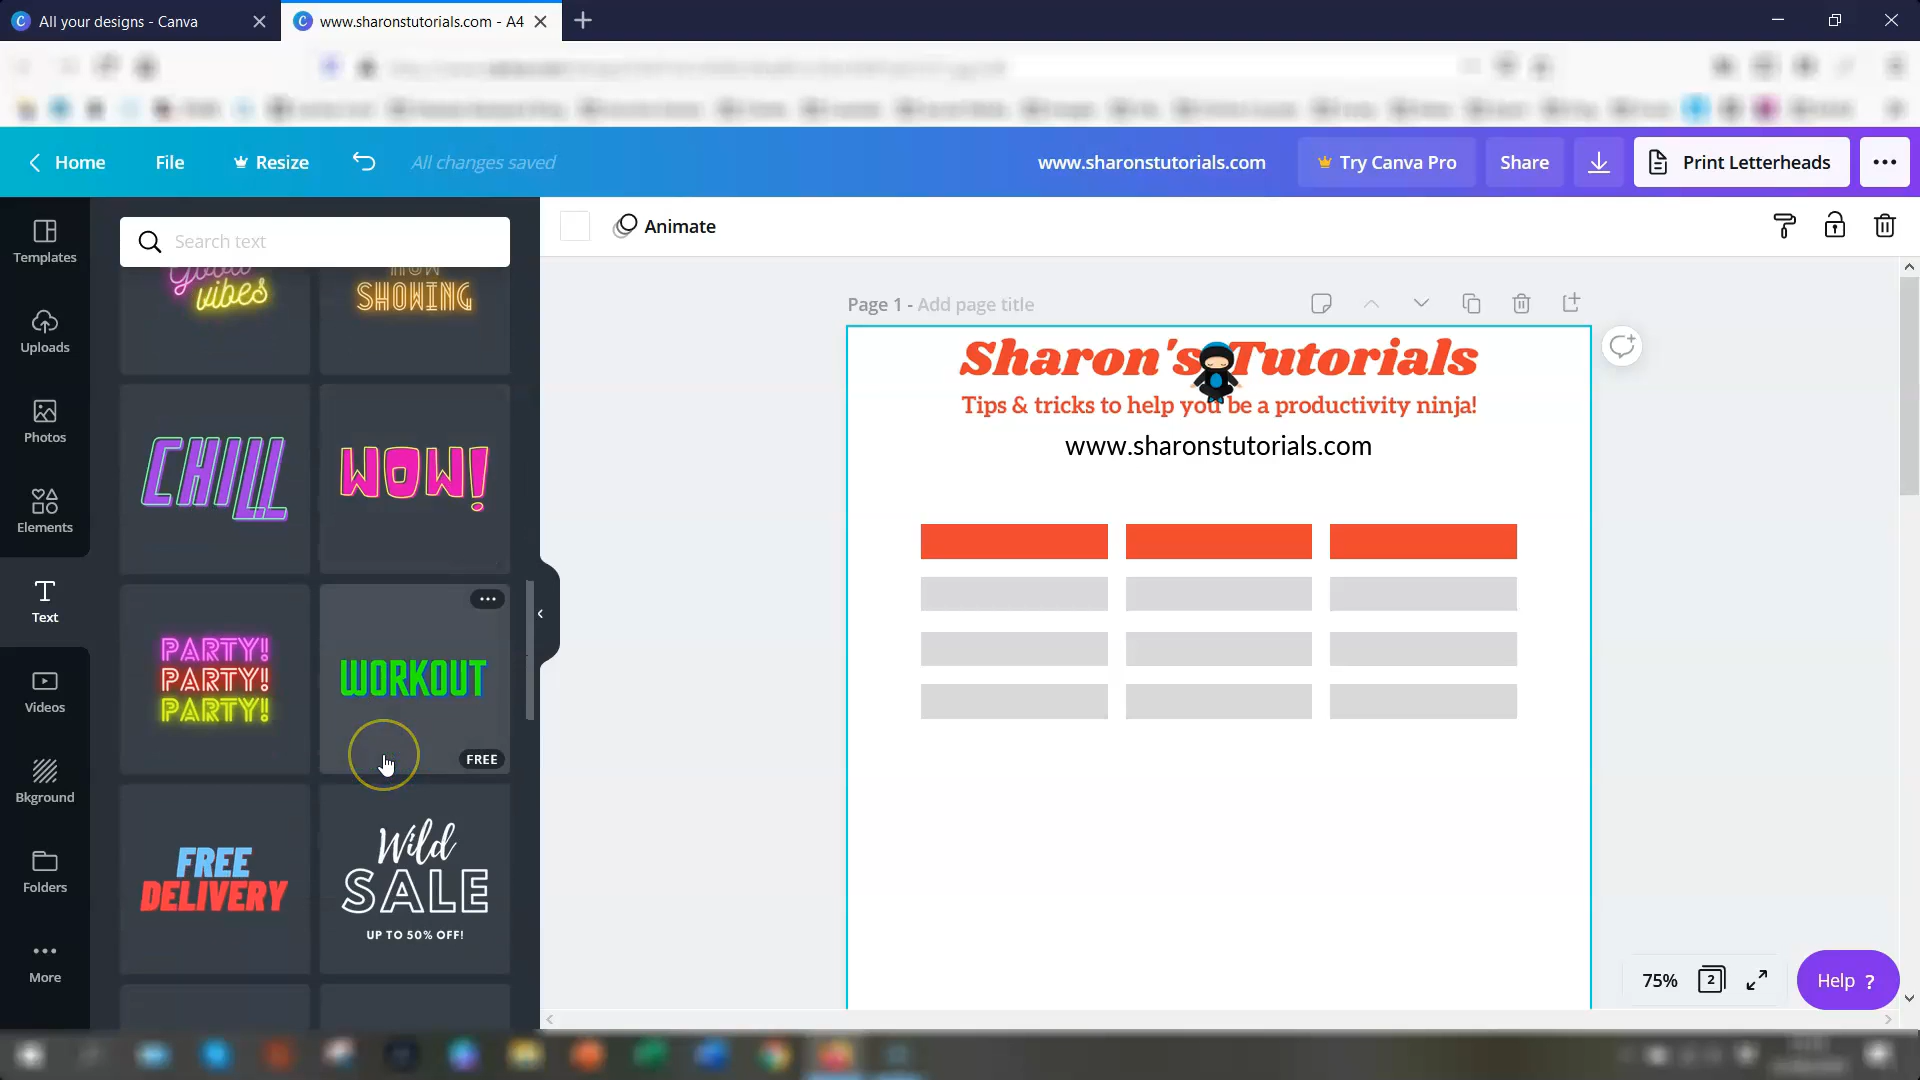 All your designs - Canva
www.sharonstutorials.com - A4
Home
File
Resize
All changes saved
www.sharonstutorials.com
Try Canva Pro
Share
Print Letterheads
Templates
Uploads
Photos
Elements
Text
Videos
Bkground
Folders
More
Search text
Good
vibes
NOW
SHOWING
CHILL
WOW!
PARTY!
PARTY!
PARTY!
WORKOUT
FREE
FREE
DELIVERY
Wild
SALE
UP TO 50% OFF!
Animate
Page 1 - Add page title
Sharon's Tutorials
Tips & tricks to help you be a productivity ninja!
www.sharonstutorials.com
75%
2
Help ?